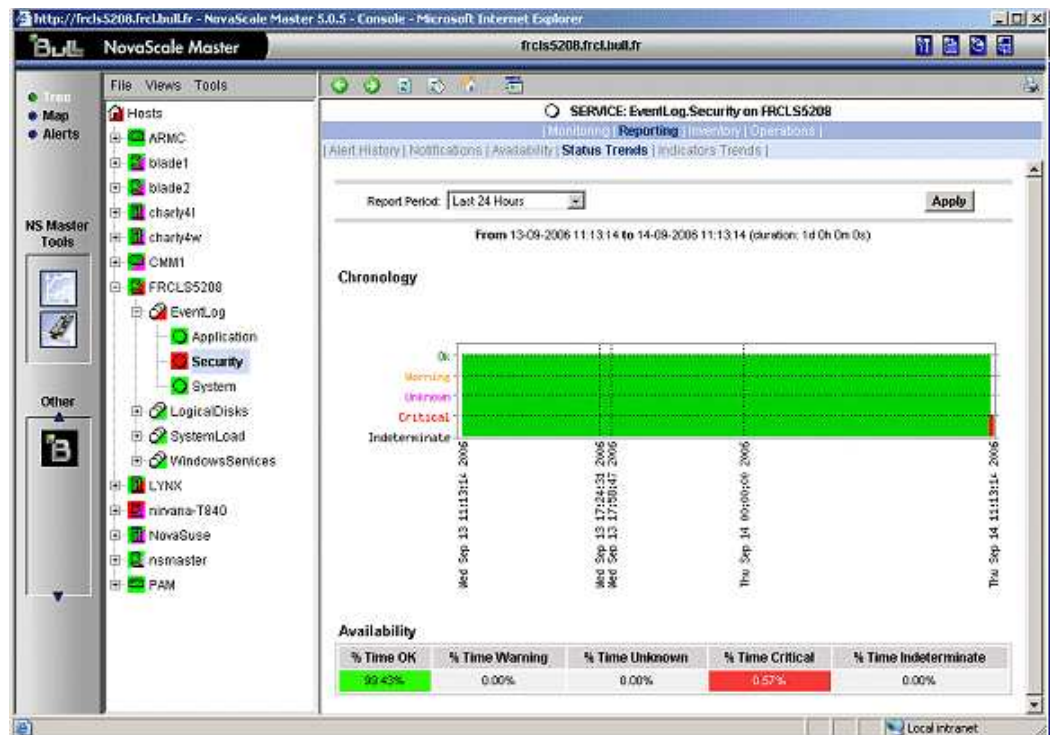 http://frcls5208.frcl.bull.fr - NovaScale Master 5.0.5 - Console - Microsoft Internet Explorer
Bull NovaScale Master
frcls5208.frcl.bull.fr
Tree
Map
Alerts
NS Master
Tools
Other
B
File Views Tools
Hosts
ARMC
blade1
blade2
charly4l
charly4w
CMM1
FRCLS5208
EventLog
Application
Security
System
LogicalDisks
SystemLoad
WindowsServices
LYNX
nirvana-T840
NovaSuse
nsmaster
PAM
SERVICE: EventLog.Security on FRCLS5208
| Monitoring | Reporting | Inventory | Operations |
| Alert History | Notifications | Availability | Status Trends | Indicators Trends |
Report Period: Last 24 Hours
Apply
From 13-09-2006 11:13:14 to 14-09-2006 11:13:14 (duration: 1d 0h 0m 0s)
Chronology
Ok
Warning
Unknown
Critical
Indeterminate
Wed Sep 13 11:13:14 2006
Wed Sep 13 17:24:31 2006
Wed Sep 13 17:58:47 2006
Thu Sep 14 00:00:00 2006
Thu Sep 14 11:13:14 2006
Availability
% Time OK % Time Warning % Time Unknown % Time Critical % Time Indeterminate
99.43% 0.00% 0.00% 0.57% 0.00%
Local intranet